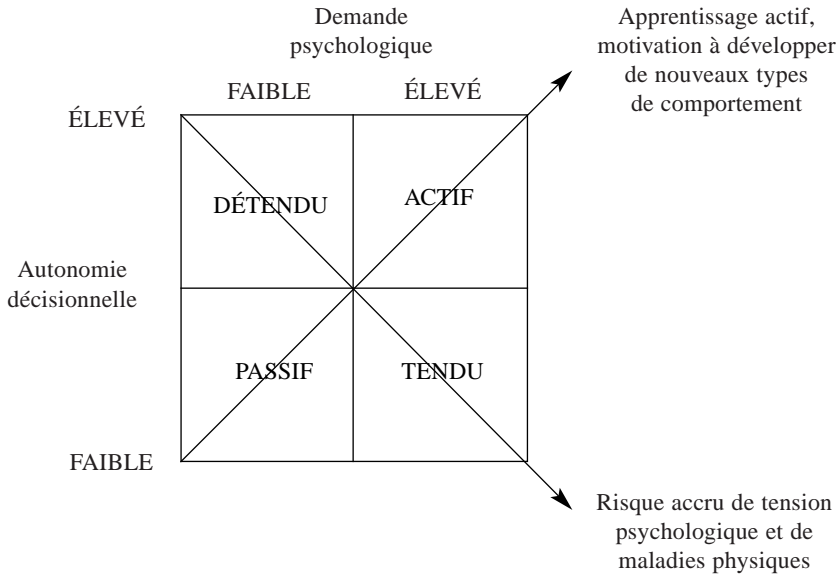 Demande
psychologique
Apprentissage actif,
motivation à développer
de nouveaux types
de comportement
FAIBLE
ÉLEVÉ
ÉLEVÉ
DÉTENDU
ACTIF
Autonomie
décisionnelle
PASSIF
TENDU
FAIBLE
Risque accru de tension
psychologique et de
maladies physiques